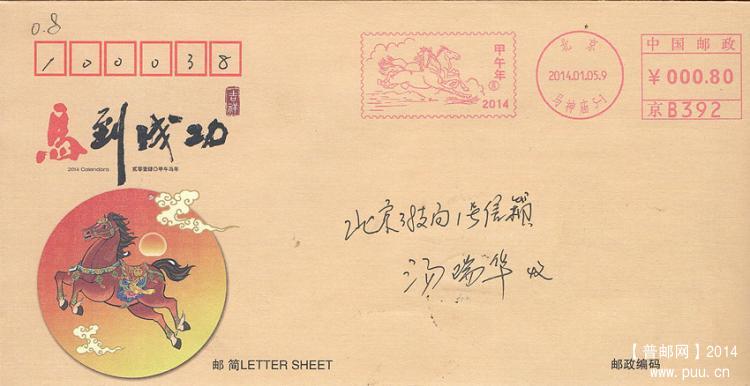 0.8
100038
甲午年
2014
北京
2014.01.05.9
马神庙
中国邮政
¥ 000.80
京B392
吉祥
馬到成功
2014 Calendars 贰零壹肆〇甲午马年
北京3支局1号信箱
汤瑞华 收
邮 简LETTER SHEET
邮政编码
【普邮网】2014
www.puu.cn